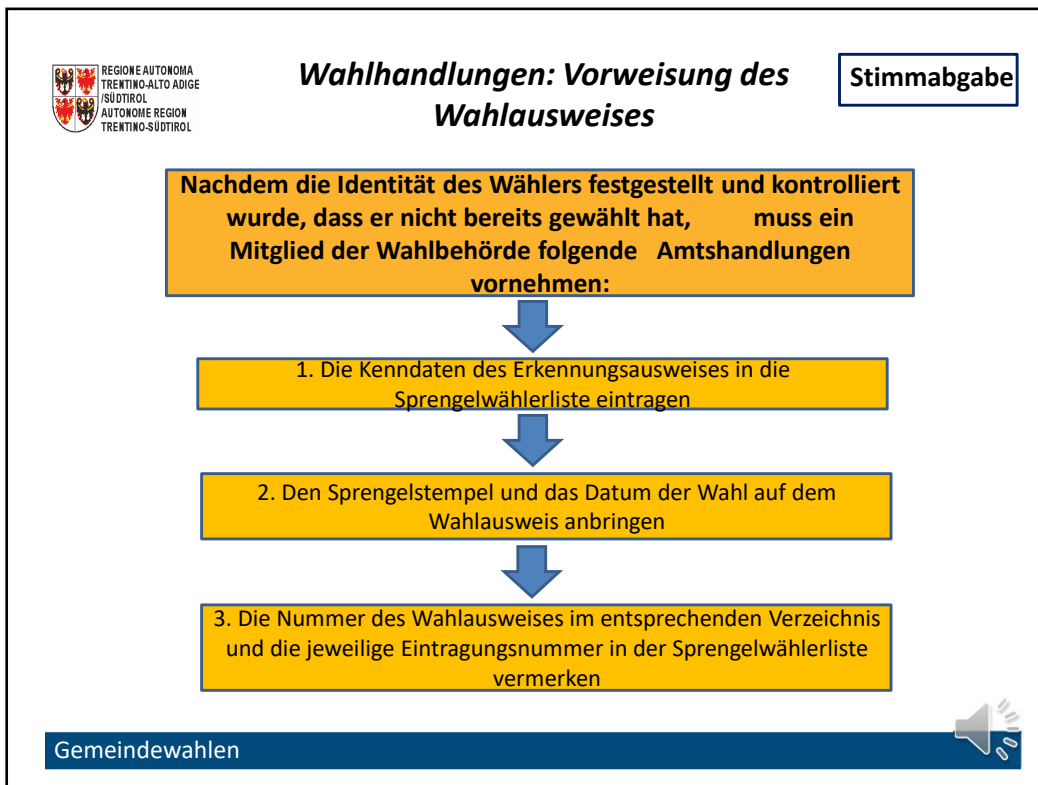 REGIONE AUTONOMA
TRENTINO-ALTO ADIGE
/SÜDTIROL
AUTONOME REGION
TRENTINO-SÜDTIROL
Wahlhandlungen: Vorweisung des
Wahlausweises
Stimmabgabe
Nachdem die Identität des Wählers festgestellt und kontrolliert
wurde, dass er nicht bereits gewählt hat, muss ein
Mitglied der Wahlbehörde folgende Amtshandlungen
vornehmen:
1. Die Kenndaten des Erkennungsausweises in die
Sprengelwählerliste eintragen
2. Den Sprengelstempel und das Datum der Wahl auf dem
Wahlausweis anbringen
3. Die Nummer des Wahlausweises im entsprechenden Verzeichnis
und die jeweilige Eintragungsnummer in der Sprengelwählerliste
vermerken
Gemeindewahlen